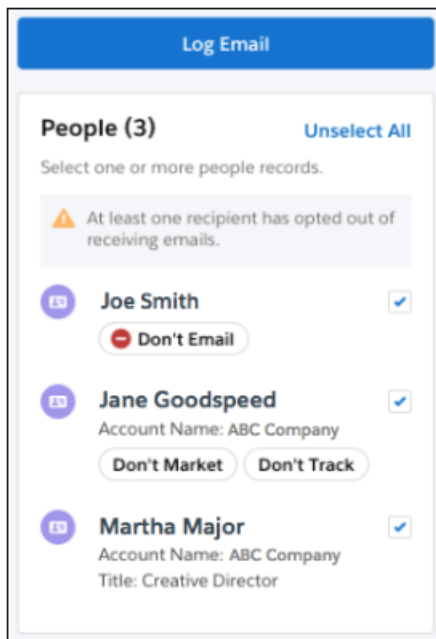 Log Email
People (3)
Unselect All
Select one or more people records.
At least one recipient has opted out of
receiving emails.
Joe Smith
Don't Email
Jane Goodspeed
Account Name: ABC Company
Don't Market Don't Track
Martha Major
Account Name: ABC Company
Title: Creative Director